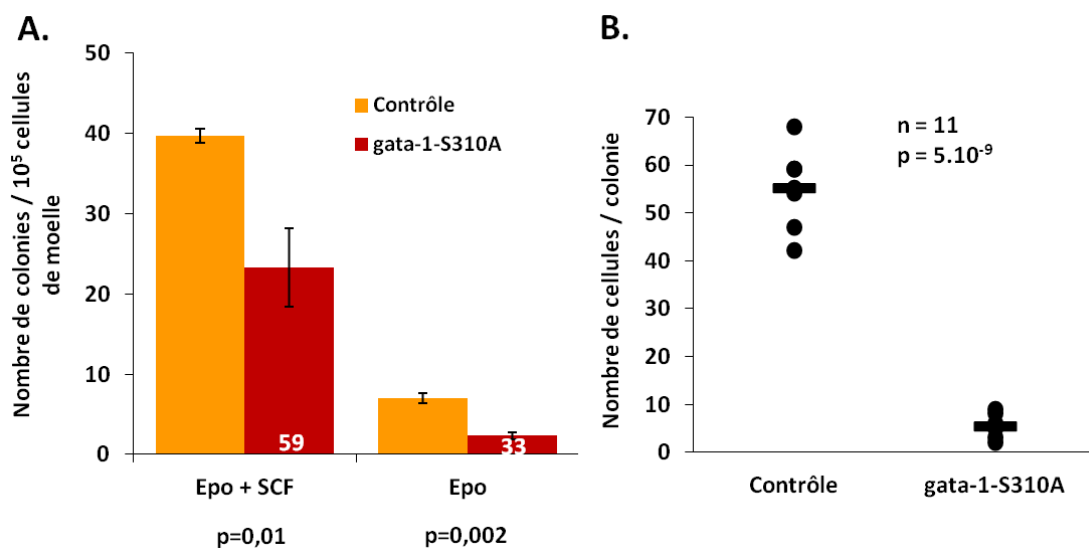 A.
Nombre de colonies / 10⁵ cellules
de moelle
50
40
30
20
10
0
Contrôle
gata-1-S310A
59
33
Epo + SCF
Epo
p=0,01
p=0,002
B.
Nombre de cellules / colonie
70
60
50
40
30
20
10
0
n = 11
p = 5.10⁻⁹
Contrôle
gata-1-S310A